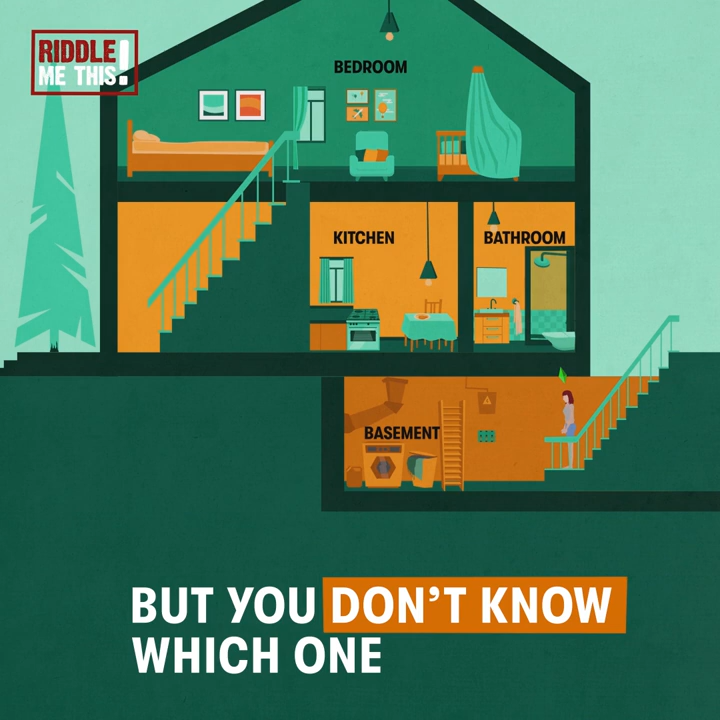 RIDDLE
ME THIS!
BEDROOM
KITCHEN
BATHROOM
BASEMENT
BUT YOU DON'T KNOW
WHICH ONE